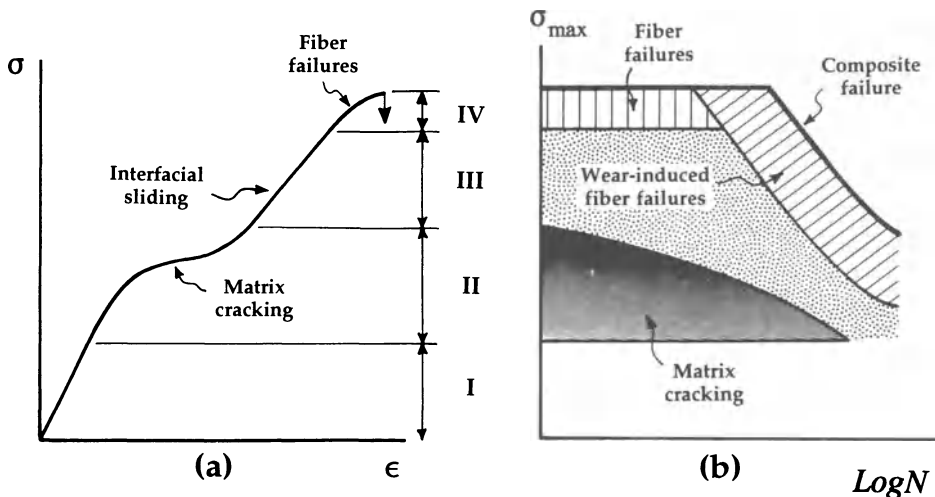 σ
Fiber
failures
IV
Interfacial
sliding
III
Matrix
cracking
II
I
(a)
ϵ
σmax
Fiber
failures
Composite
failure
Wear-induced
fiber failures
Matrix
cracking
(b)
LogN